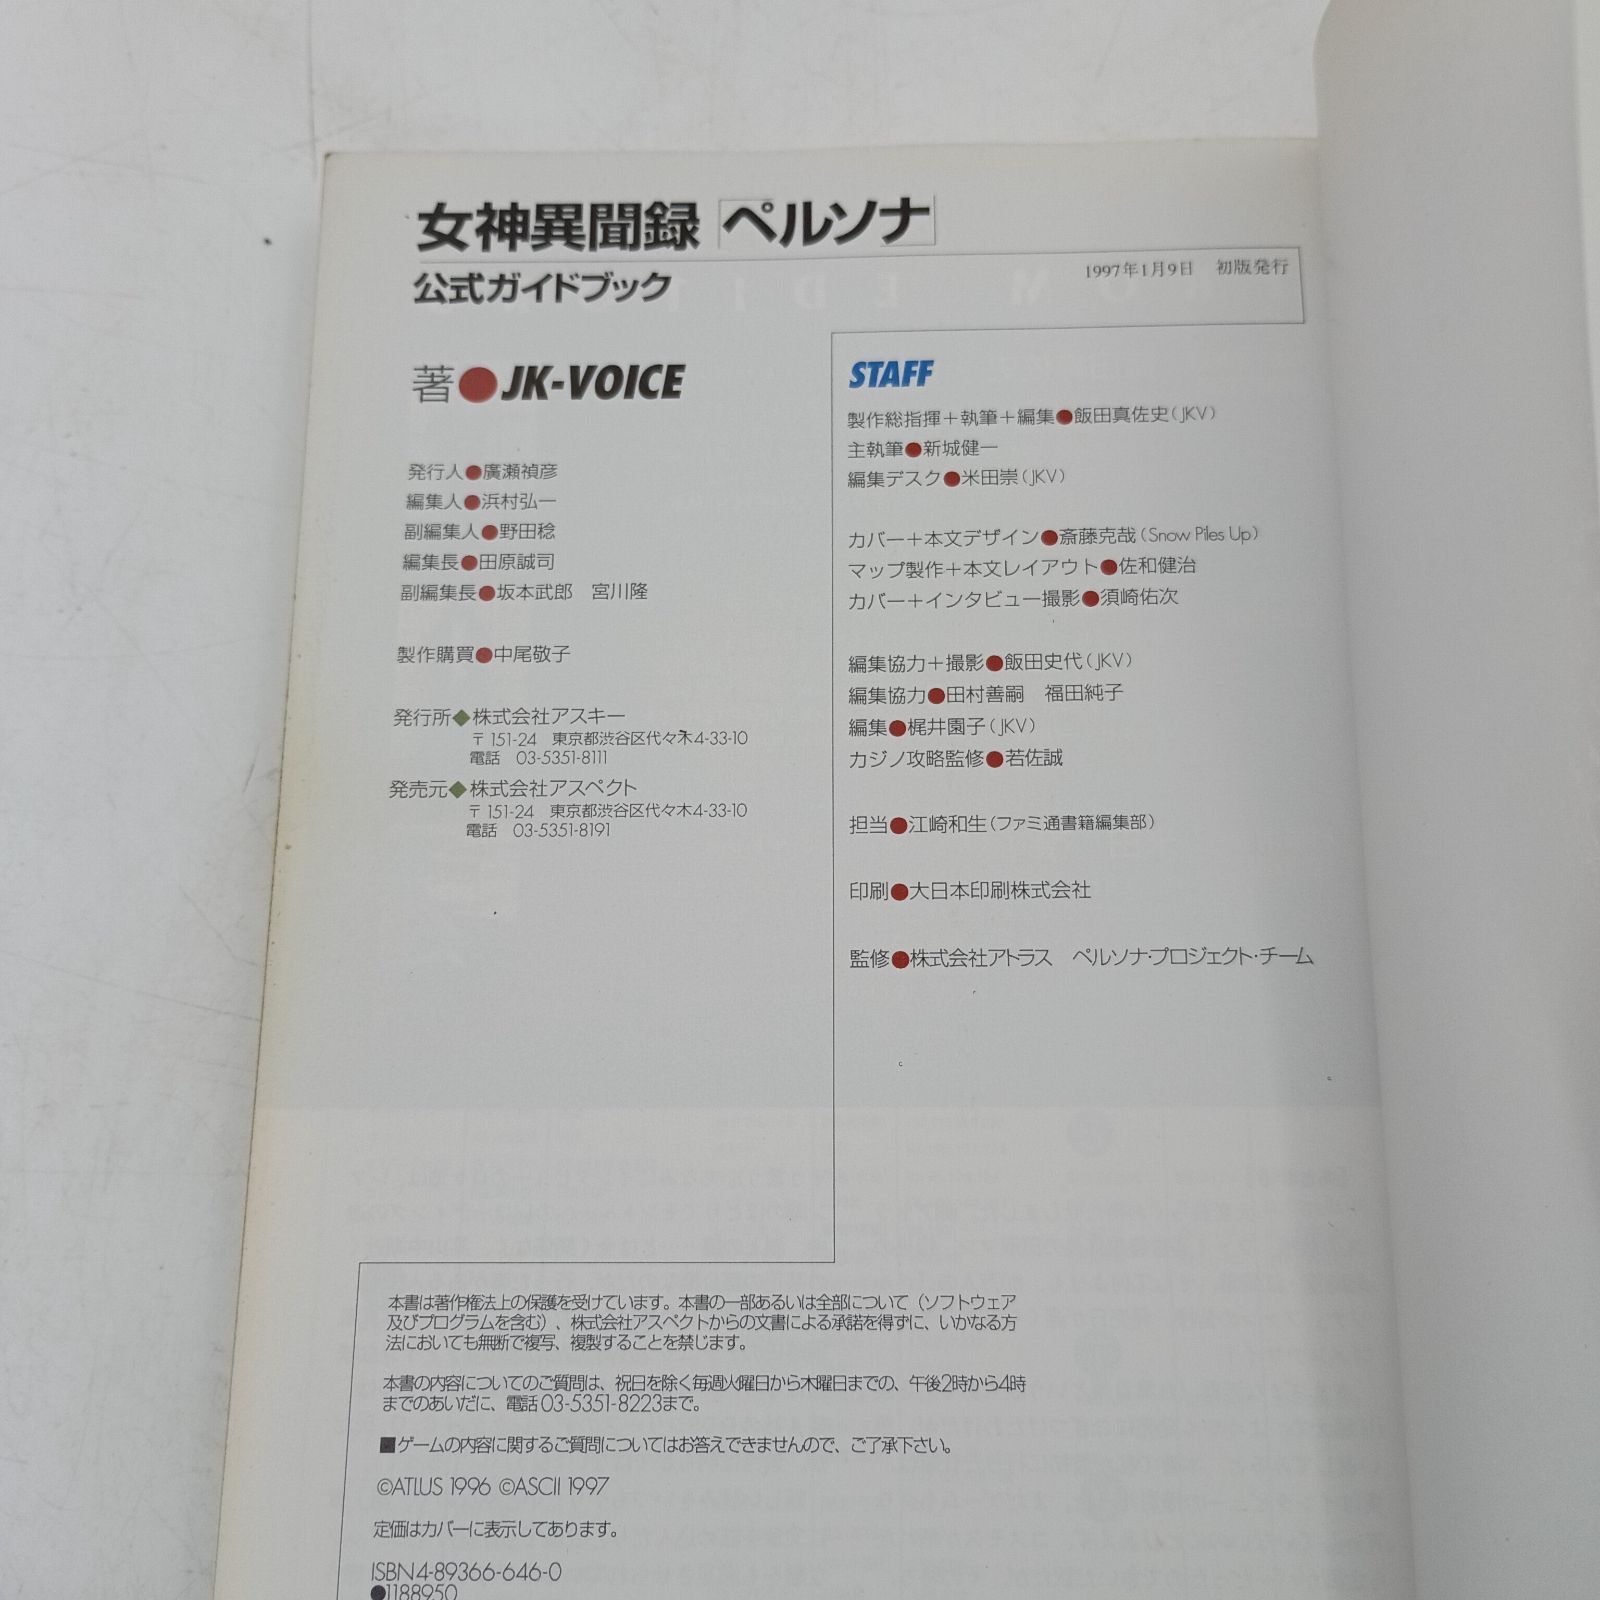 女神異聞録 ペルソナ
公式ガイドブック
1997年1月9日　初版発行
著●JK-VOICE
発行人●廣瀬禎彦
編集人●浜村弘一
副編集人●野田稔
編集長●田原誠司
副編集長●坂本武郎　宮川隆
製作購買●中尾敬子
発行所◆株式会社アスキー
〒151-24　東京都渋谷区代々木4-33-10
電話　03-5351-8111
発売元◆株式会社アスペクト
〒151-24　東京都渋谷区代々木4-33-10
電話　03-5351-8191
STAFF
製作総指揮＋執筆＋編集●飯田真佐史（JKV）
主執筆●新城健一
編集デスク●米田崇（JKV）
カバー＋本文デザイン●斎藤克哉（Snow Piles Up）
マップ製作＋本文レイアウト●佐和健治
カバー＋インタビュー撮影●須崎佑次
編集協力＋撮影●飯田史代（JKV）
編集協力●田村善嗣　福田純子
編集●梶井園子（JKV）
カジノ攻略監修●若佐誠
担当●江崎和生（ファミ通書籍編集部）
印刷●大日本印刷株式会社
監修●株式会社アトラス　ペルソナ・プロジェクト・チーム
本書は著作権法上の保護を受けています。本書の一部あるいは全部について（ソフトウェア
及びプログラムを含む）、株式会社アスペクトからの文書による承諾を得ずに、いかなる方
法においても無断で複写、複製することを禁じます。
本書の内容についてのご質問は、祝日を除く毎週火曜日から木曜日までの、午後2時から4時
までのあいだに、電話03-5351-8223まで。
■ゲームの内容に関するご質問についてはお答えできませんので、ご了承下さい。
©ATLUS 1996 ©ASCII 1997
定価はカバーに表示してあります。
ISBN4-89366-646-0
●1188950